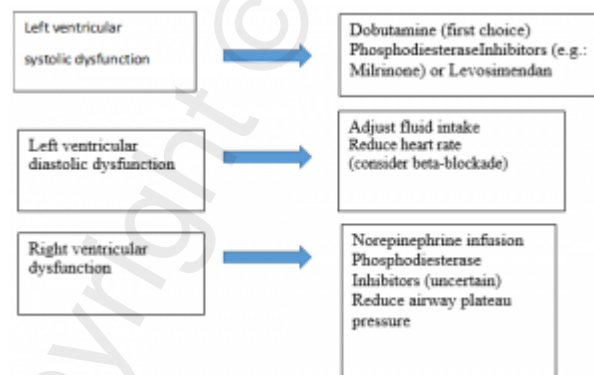 Left ventricular
systolic dysfunction
Dobutamine (first choice)
PhosphodiesteraseInhibitors (e.g.:
Milrinone) or Levosimendan
Left ventricular
diastolic dysfunction
Adjust fluid intake
Reduce heart rate
(consider beta-blockade)
Right ventricular
dysfunction
Norepinephrine infusion
Phosphodiesterase
Inhibitors (uncertain)
Reduce airway plateau
pressure
pyright ©